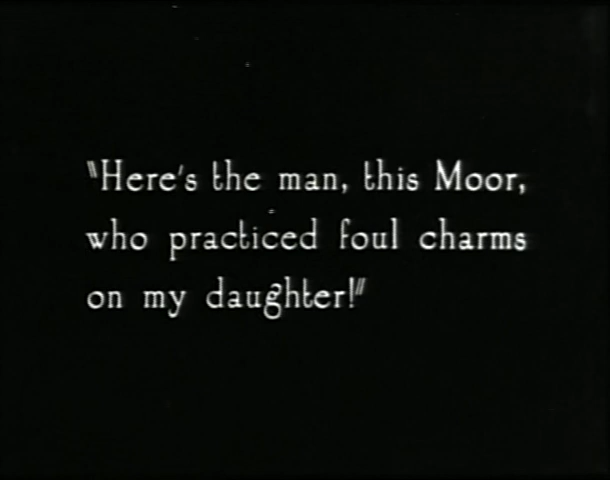 "Here's the man, this Moor,
who practiced foul charms
on my daughter!"